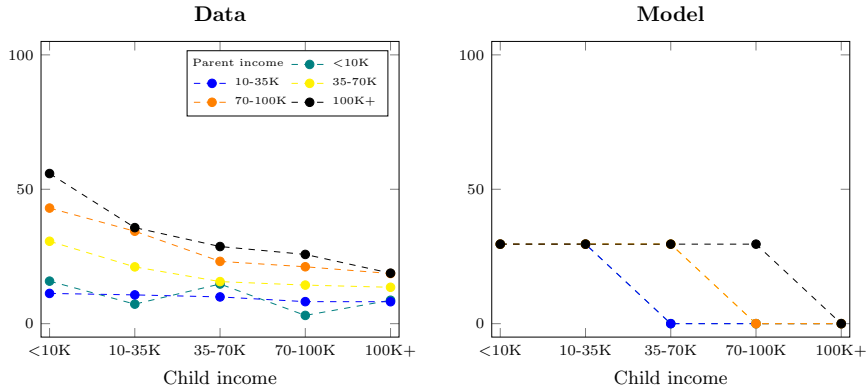 Data
100
50
0
<10K
10-35K
35-70K
70-100K
100K+
Child income
Parent income
<10K
10-35K
35-70K
70-100K
100K+
Model
100
50
0
<10K
10-35K
35-70K
70-100K
100K+
Child income